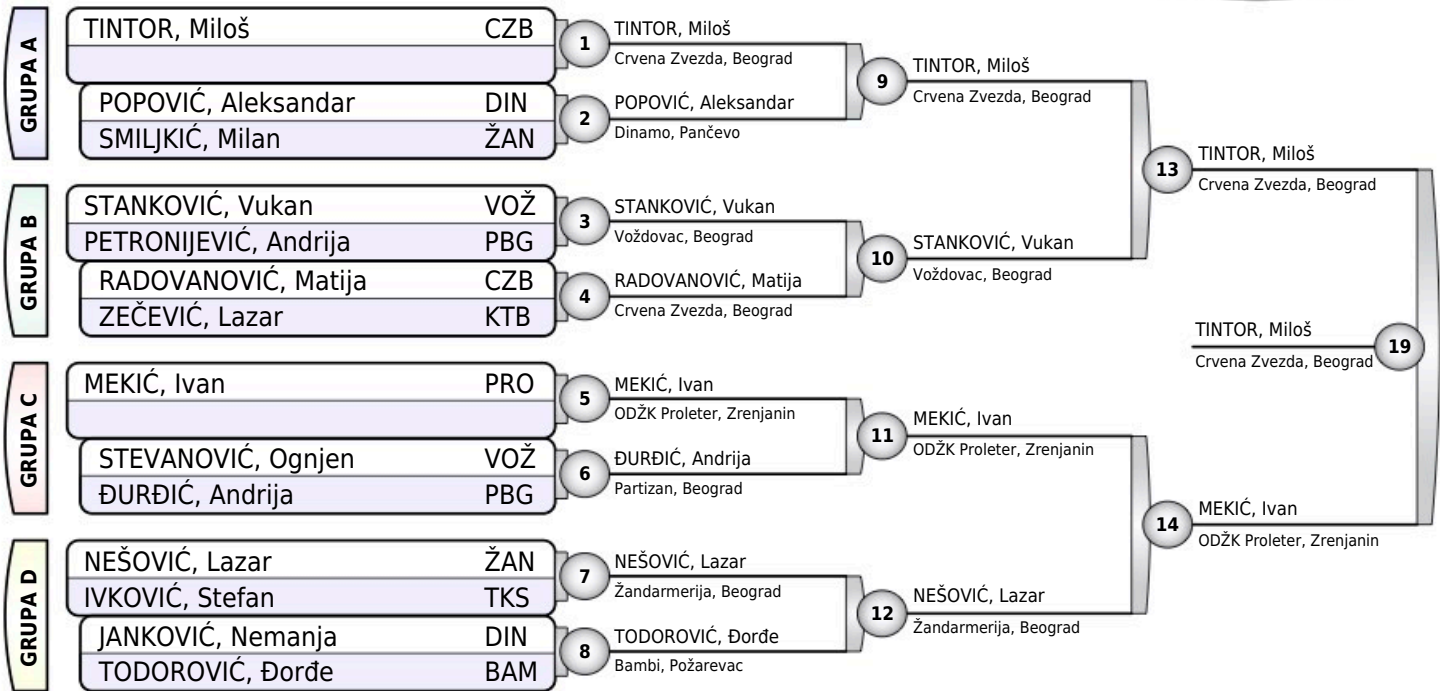 GRUPA A
TINTOR, Miloš CZB
POPOVIĆ, Aleksandar DIN
SMILJKIĆ, Milan ŽAN
GRUPA B
STANKOVIĆ, Vukan VOŽ
PETRONIJEVIĆ, Andrija PBG
RADOVANOVIĆ, Matija CZB
ZEČEVIĆ, Lazar KTB
GRUPA C
MEKIĆ, Ivan PRO
STEVANOVIĆ, Ognjen VOŽ
ĐURĐIĆ, Andrija PBG
GRUPA D
NEŠOVIĆ, Lazar ŽAN
IVKOVIĆ, Stefan TKS
JANKOVIĆ, Nemanja DIN
TODOROVIĆ, Đorđe BAM
1
TINTOR, Miloš
Crvena Zvezda, Beograd
2
POPOVIĆ, Aleksandar
Dinamo, Pančevo
3
STANKOVIĆ, Vukan
Voždovac, Beograd
4
RADOVANOVIĆ, Matija
Crvena Zvezda, Beograd
5
MEKIĆ, Ivan
ODŽK Proleter, Zrenjanin
6
ĐURĐIĆ, Andrija
Partizan, Beograd
7
NEŠOVIĆ, Lazar
Žandarmerija, Beograd
8
TODOROVIĆ, Đorđe
Bambi, Požarevac
9
TINTOR, Miloš
Crvena Zvezda, Beograd
10
STANKOVIĆ, Vukan
Voždovac, Beograd
11
MEKIĆ, Ivan
ODŽK Proleter, Zrenjanin
12
NEŠOVIĆ, Lazar
Žandarmerija, Beograd
13
TINTOR, Miloš
Crvena Zvezda, Beograd
14
MEKIĆ, Ivan
ODŽK Proleter, Zrenjanin
TINTOR, Miloš
Crvena Zvezda, Beograd
19